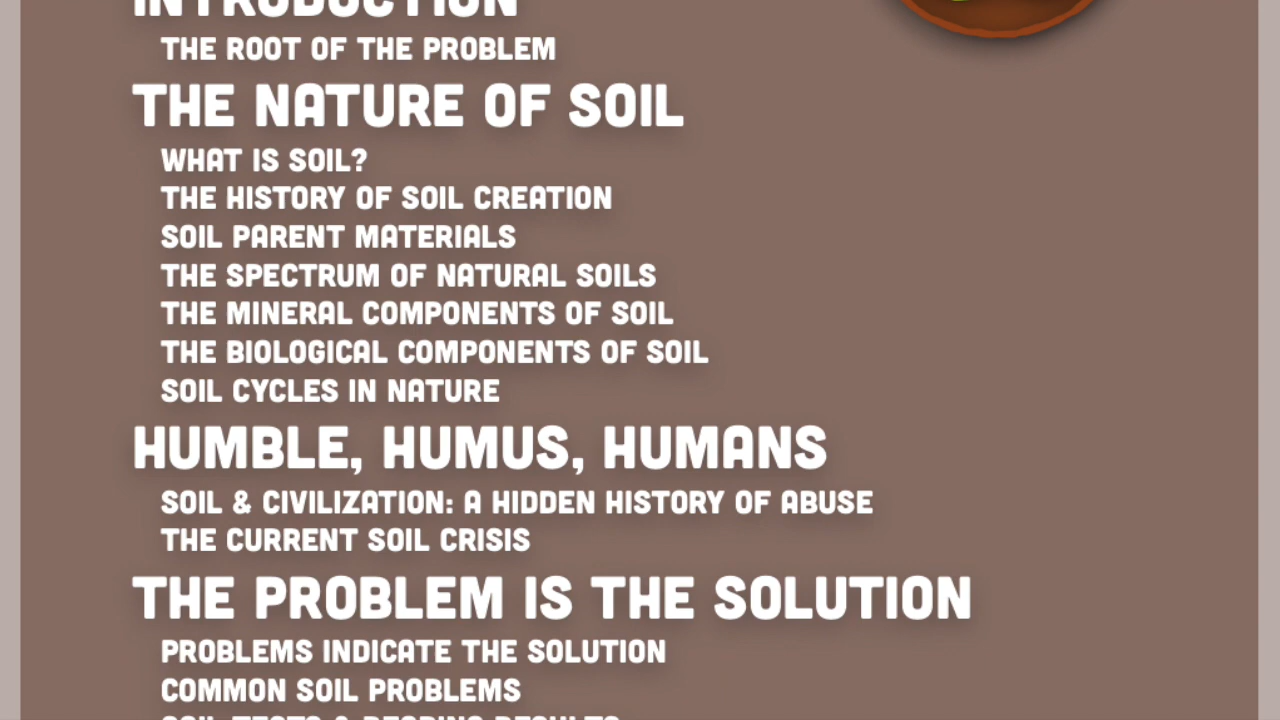 INTRODUCTION
THE ROOT OF THE PROBLEM
THE NATURE OF SOIL
WHAT IS SOIL?
THE HISTORY OF SOIL CREATION
SOIL PARENT MATERIALS
THE SPECTRUM OF NATURAL SOILS
THE MINERAL COMPONENTS OF SOIL
THE BIOLOGICAL COMPONENTS OF SOIL
SOIL CYCLES IN NATURE
HUMBLE, HUMUS, HUMANS
SOIL & CIVILIZATION: A HIDDEN HISTORY OF ABUSE
THE CURRENT SOIL CRISIS
THE PROBLEM IS THE SOLUTION
PROBLEMS INDICATE THE SOLUTION
COMMON SOIL PROBLEMS